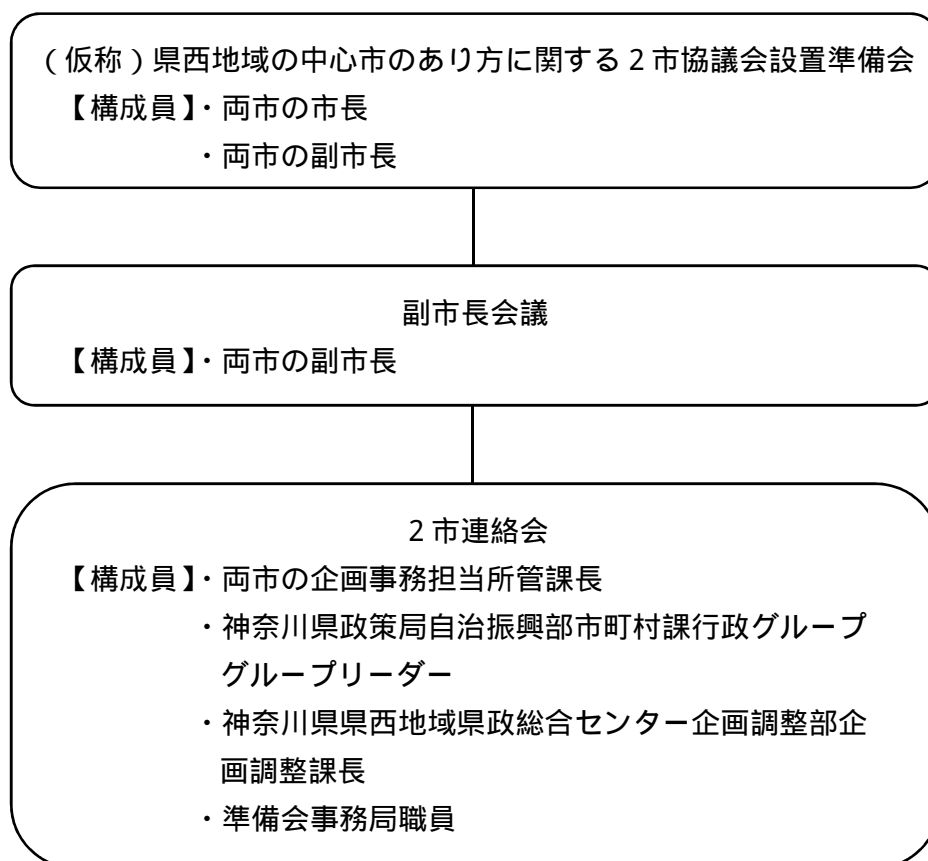 （仮称）県西地域の中心市のあり方に関する２市協議会設置準備会
【構成員】・両市の市長
・両市の副市長
副市長会議
【構成員】・両市の副市長
２市連絡会
【構成員】・両市の企画事務担当所管課長
・神奈川県政策局自治振興部市町村課行政グループ
グループリーダー
・神奈川県県西地域県政総合センター企画調整部企
画調整課長
・準備会事務局職員